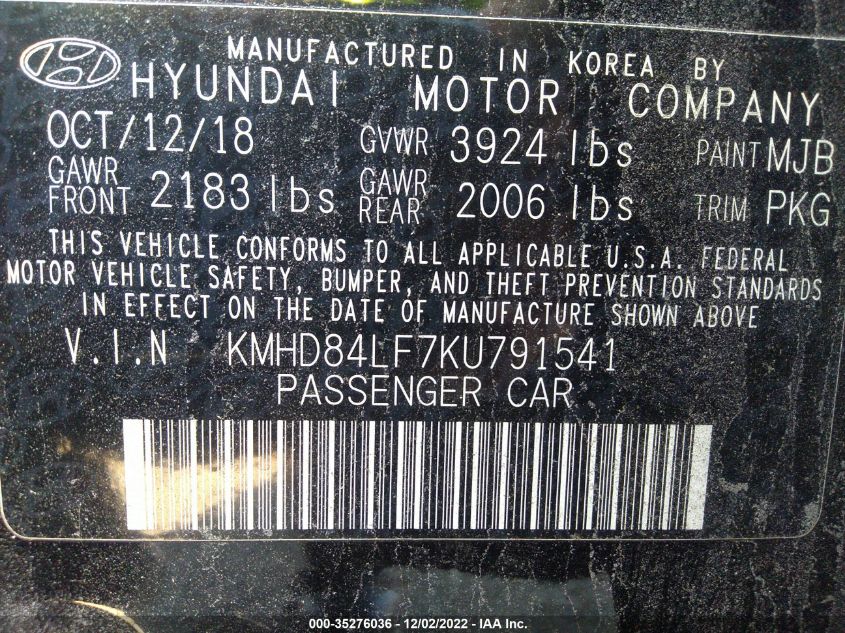 MANUFACTURED IN KOREA BY
HYUNDAI MOTOR COMPANY
OCT/12/18 GVWR 3924 lbs PAINT MJB
GAWR FRONT 2183 lbs GAWR REAR 2006 lbs TRIM PKG
THIS VEHICLE CONFORMS TO ALL APPLICABLE U.S.A. FEDERAL
MOTOR VEHICLE SAFETY, BUMPER, AND THEFT PREVENTION STANDARDS
IN EFFECT ON THE DATE OF MANUFACTURE SHOWN ABOVE
V.I.N KMHD84LF7KU791541
PASSENGER CAR
000-35276036 - 12/02/2022 - IAA Inc.